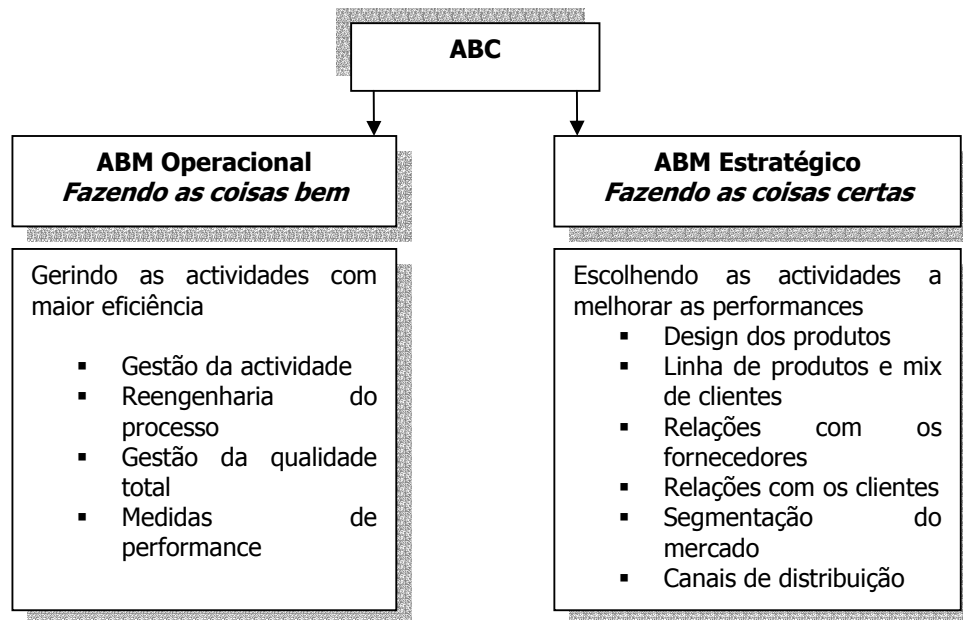 ABC
ABM Operacional
Fazendo as coisas bem
Gerindo as actividades com
maior eficiência
▪ Gestão da actividade
▪ Reengenharia do
processo
▪ Gestão da qualidade
total
▪ Medidas de
performance
ABM Estratégico
Fazendo as coisas certas
Escolhendo as actividades a
melhorar as performances
▪ Design dos produtos
▪ Linha de produtos e mix
de clientes
▪ Relações com os
fornecedores
▪ Relações com os clientes
▪ Segmentação do
mercado
▪ Canais de distribuição